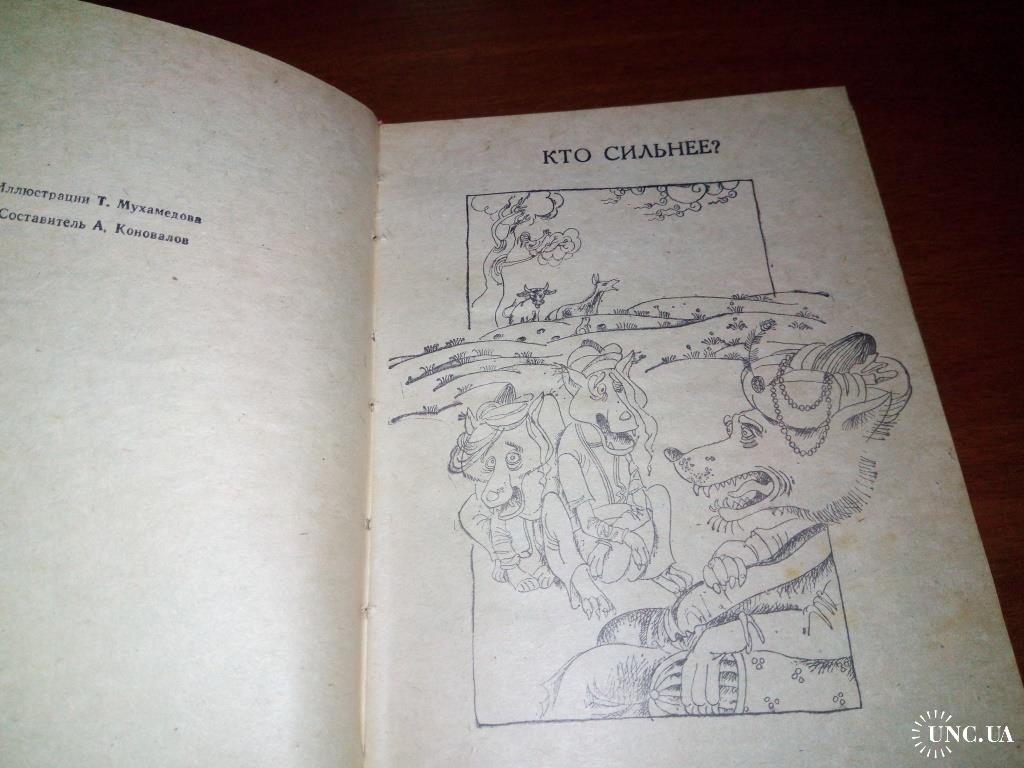 Иллюстрации Т. Мухамедова
Составитель А. Коновалов
КТО СИЛЬНЕЕ?
UNC.UA